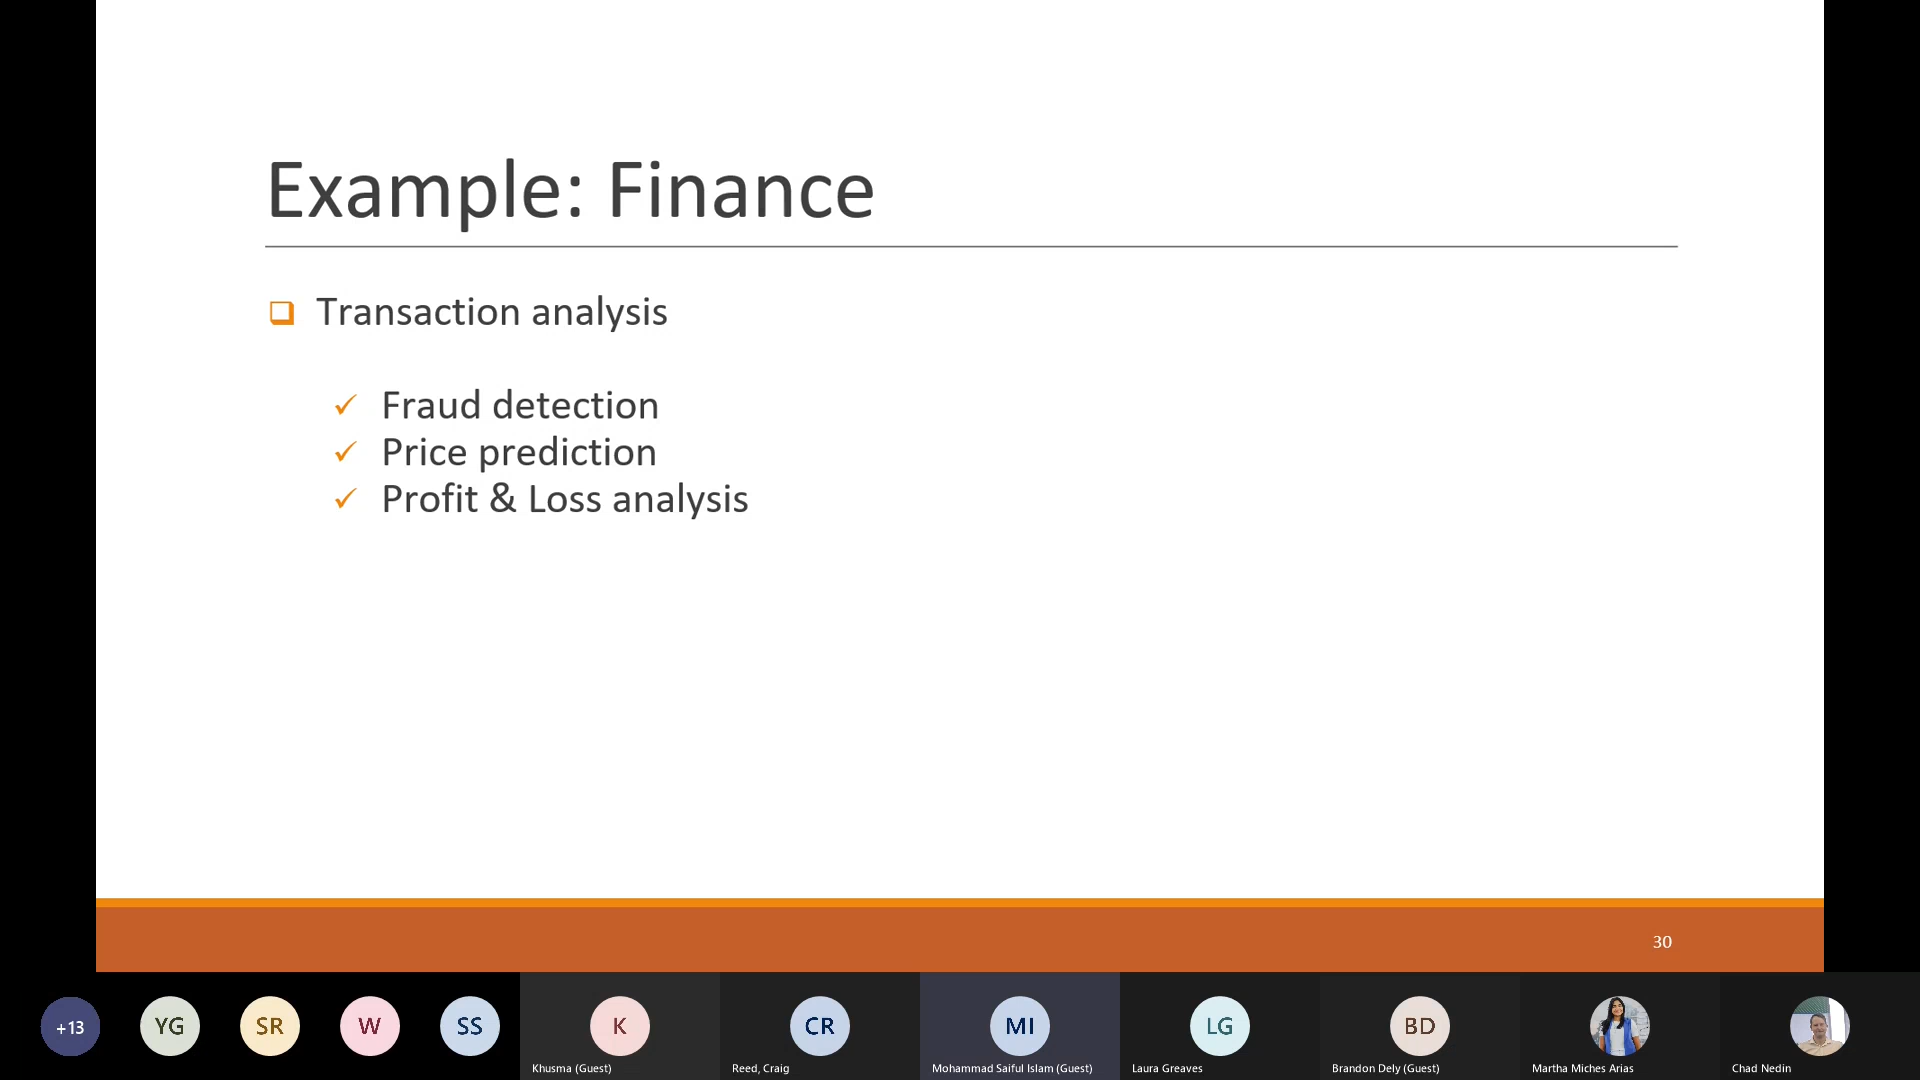 Example: Finance
Transaction analysis
Fraud detection
Price prediction
Profit & Loss analysis
30
+13
YG
SR
W
SS
K
CR
MI
LG
BD
Khusma (Guest)
Reed, Craig
Mohammad Saiful Islam (Guest)
Laura Greaves
Brandon Dely (Guest)
Martha Miches Arias
Chad Nedin